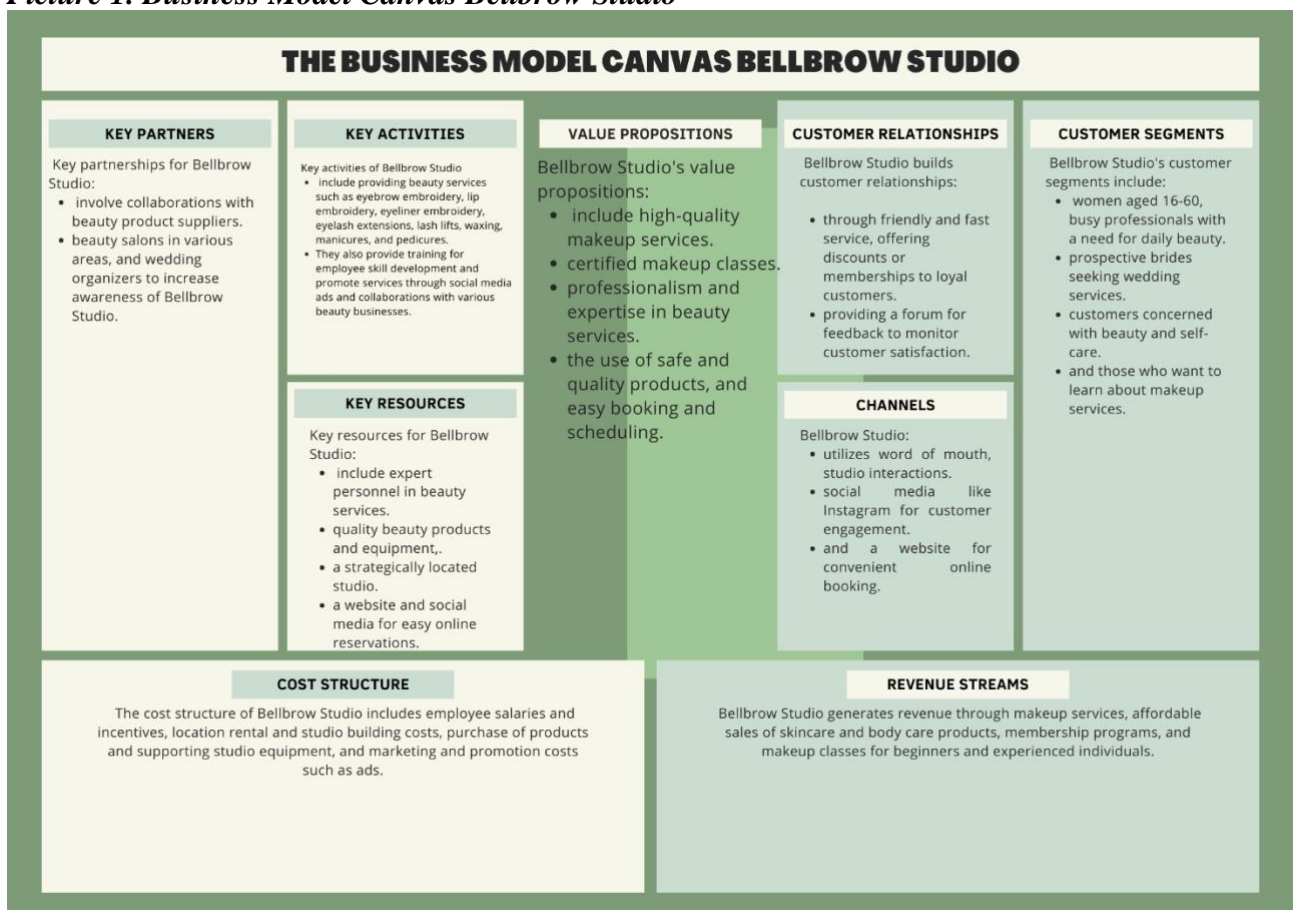 Picture 1. Business Model Canvas Bellbrow Studio
THE BUSINESS MODEL CANVAS BELLBROW STUDIO
KEY PARTNERS
Key partnerships for Bellbrow
Studio:
• involve collaborations with
beauty product suppliers.
• beauty salons in various
areas, and wedding
organizers to increase
awareness of Bellbrow
Studio.
KEY ACTIVITIES
Key activities of Bellbrow Studio
• include providing beauty services
such as eyebrow embroidery, lip
embroidery, eyeliner embroidery,
eyelash extensions, lash lifts, waxing,
manicures, and pedicures.
• They also provide training for
employee skill development and
promote services through social media
ads and collaborations with various
beauty businesses.
KEY RESOURCES
Key resources for Bellbrow
Studio:
• include expert
personnel in beauty
services.
• quality beauty products
and equipment,.
• a strategically located
studio.
• a website and social
media for easy online
reservations.
VALUE PROPOSITIONS
Bellbrow Studio's value
propositions:
• include high-quality
makeup services.
• certified makeup classes.
• professionalism and
expertise in beauty
services.
• the use of safe and
quality products, and
easy booking and
scheduling.
CUSTOMER RELATIONSHIPS
Bellbrow Studio builds
customer relationships:
• through friendly and fast
service, offering
discounts or
memberships to loyal
customers.
• providing a forum for
feedback to monitor
customer satisfaction.
CHANNELS
Bellbrow Studio:
• utilizes word of mouth,
studio interactions.
• social media like
Instagram for customer
engagement.
• and a website for
convenient online
booking.
CUSTOMER SEGMENTS
Bellbrow Studio's customer
segments include:
• women aged 16-60,
busy professionals with
a need for daily beauty.
• prospective brides
seeking wedding
services.
• customers concerned
with beauty and self-
care.
• and those who want to
learn about makeup
services.
COST STRUCTURE
The cost structure of Bellbrow Studio includes employee salaries and
incentives, location rental and studio building costs, purchase of products
and supporting studio equipment, and marketing and promotion costs
such as ads.
REVENUE STREAMS
Bellbrow Studio generates revenue through makeup services, affordable
sales of skincare and body care products, membership programs, and
makeup classes for beginners and experienced individuals.